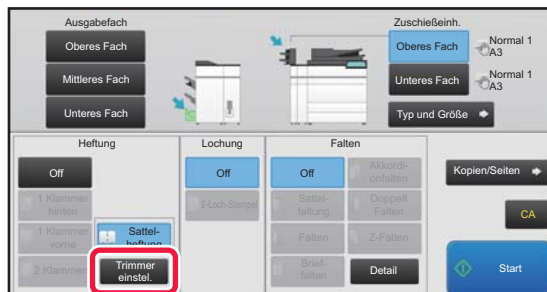 Ausgabefach
Oberes Fach
Mittleres Fach
Unteres Fach
Zuschießeinh.
Oberes Fach
Normal 1
A3
Unteres Fach
Normal 1
A3
Typ und Größe
Heftung
Off
1 Klammer
hinten
1 Klammer
vorne
2 Klammer
Sattel-
heftung
Trimmer
einstel.
Lochung
Off
2-Loch-Stempel
Falten
Off
Akkordi-
onfalten
Sattel-
faltung
Doppelt
Falten
Falten
Z-Falten
Brief-
falten
Detail
Kopien/Seiten
CA
Start